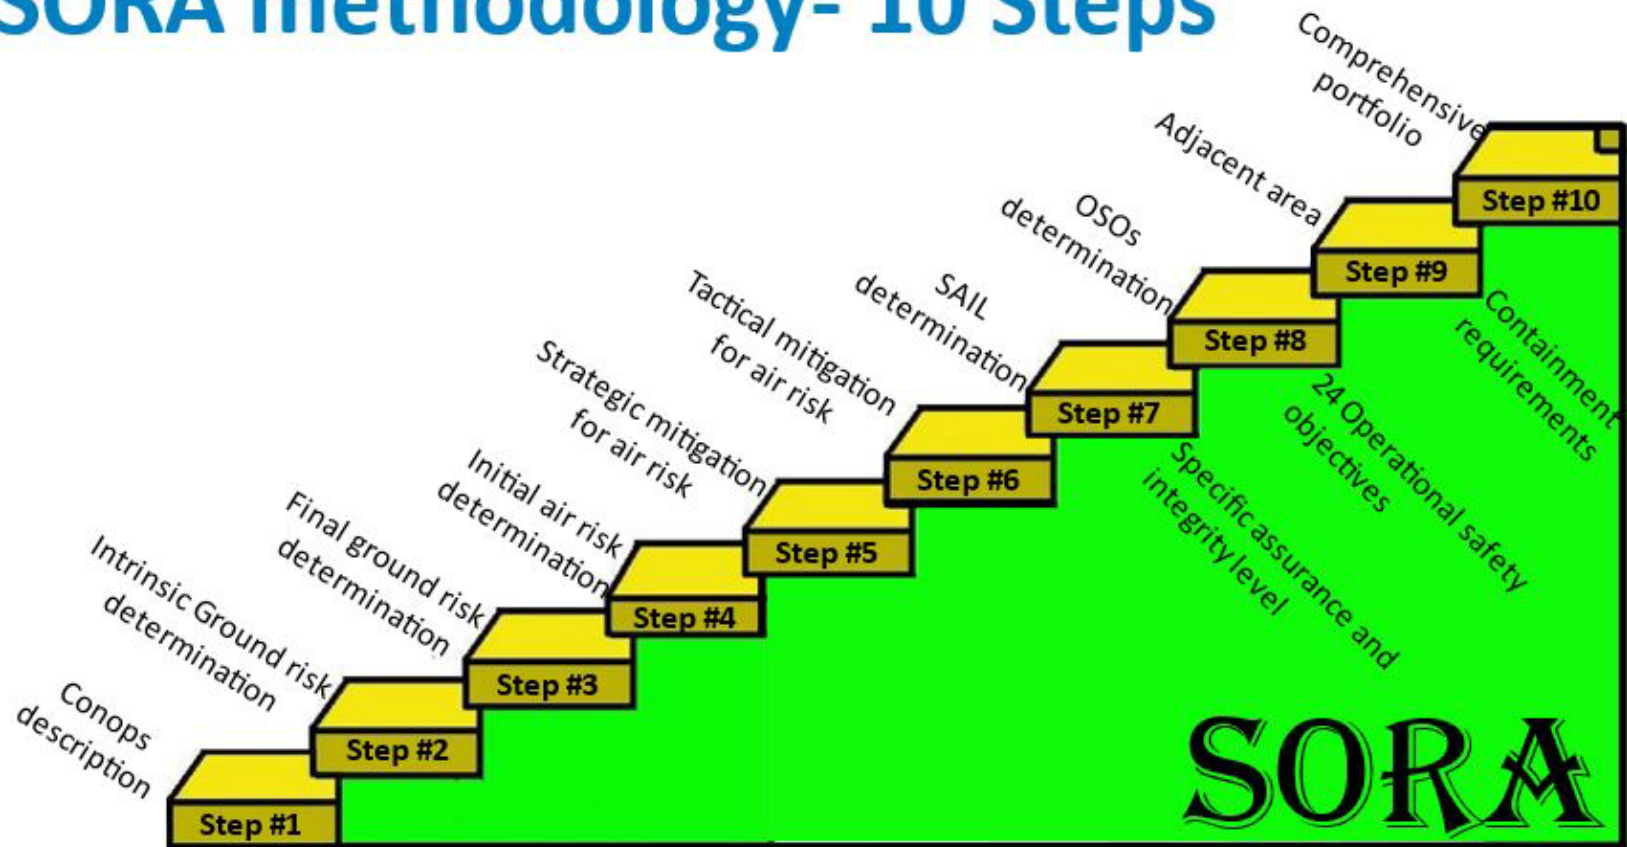 SORA methodology- 10 Steps
Comprehensive
portfolio
Step #10
Adjacent area
Step #9
Containment
requirements
OSOs
determination
Step #8
24 Operational safety
objectives
SAIL
determination
Step #7
Specific assurance and
integrity level
Tactical mitigation
for air risk
Step #6
Strategic mitigation
for air risk
Step #5
Initial air risk
determination
Step #4
Final ground risk
determination
Step #3
Intrinsic Ground risk
determination
Step #2
Conops
description
Step #1
SORA